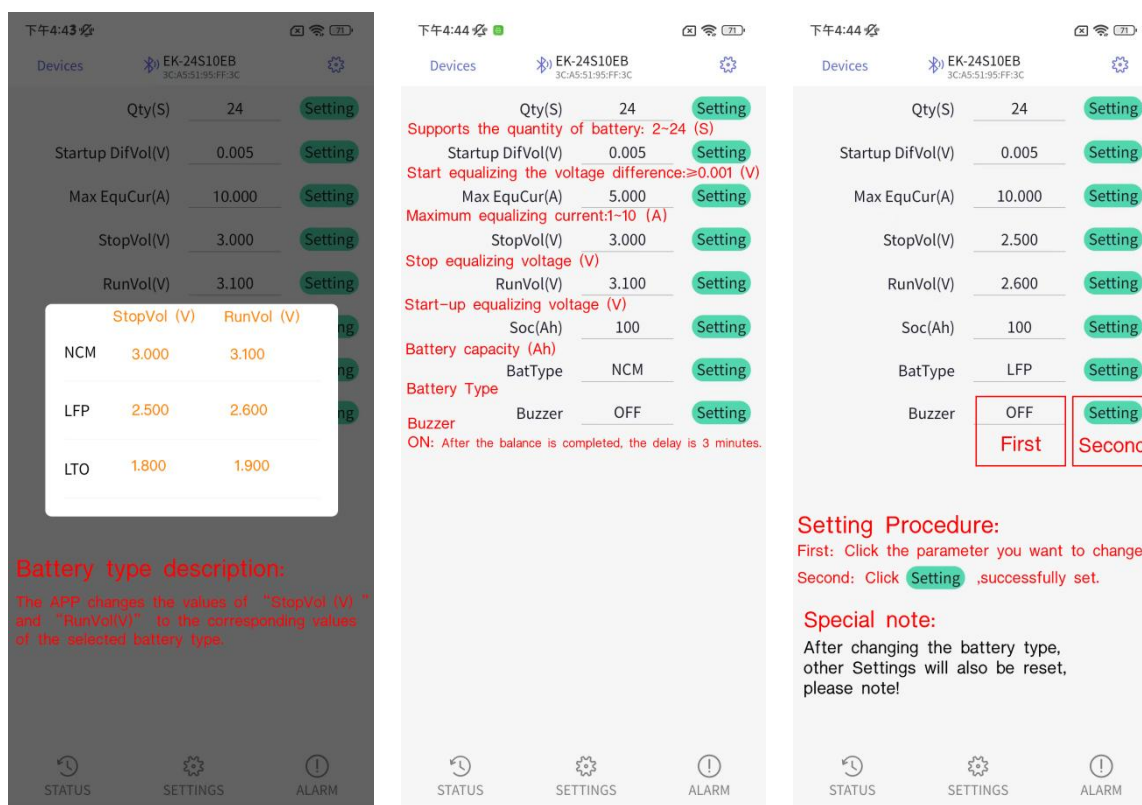 下午4:43
71
Devices
EK-24S10EB
3C:A5:51:95:FF:3C
Qty(S) 24 Setting
Startup DifVol(V) 0.005 Setting
Max EquCur(A) 10.000 Setting
StopVol(V) 3.000 Setting
RunVol(V) 3.100 Setting
StopVol (V) RunVol (V)
ng
NCM 3.000 3.100
ng
LFP 2.500 2.600
ng
LTO 1.800 1.900
Battery type description:
The APP changes the values of “StopVol (V) ”
and “RunVol(V)” to the corresponding values
of the selected battery type.
STATUS SETTINGS ALARM
下午4:44
71
Devices
EK-24S10EB
3C:A5:51:95:FF:3C
Qty(S) 24 Setting
Supports the quantity of battery: 2~24 (S)
Startup DifVol(V) 0.005 Setting
Start equalizing the voltage difference:≥0.001 (V)
Max EquCur(A) 5.000 Setting
Maximum equalizing current:1~10 (A)
StopVol(V) 3.000 Setting
Stop equalizing voltage (V)
RunVol(V) 3.100 Setting
Start-up equalizing voltage (V)
Soc(Ah) 100 Setting
Battery capacity (Ah)
BatType NCM Setting
Battery Type
Buzzer OFF Setting
Buzzer
ON: After the balance is completed, the delay is 3 minutes.
STATUS SETTINGS ALARM
下午4:44
71
Devices
EK-24S10EB
3C:A5:51:95:FF:3C
Qty(S) 24 Setting
Startup DifVol(V) 0.005 Setting
Max EquCur(A) 10.000 Setting
StopVol(V) 2.500 Setting
RunVol(V) 2.600 Setting
Soc(Ah) 100 Setting
BatType LFP Setting
Buzzer OFF Setting
First Second
Setting Procedure:
First: Click the parameter you want to change
Second: Click Setting ,successfully set.
Special note:
After changing the battery type,
other Settings will also be reset,
please note!
STATUS SETTINGS ALARM